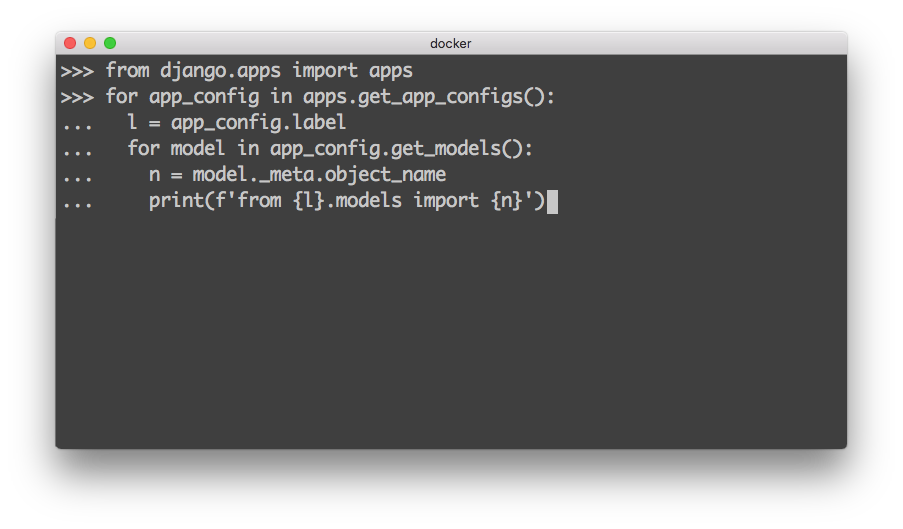 docker
>>> from django.apps import apps
>>> for app_config in apps.get_app_configs():
...   l = app_config.label
...   for model in app_config.get_models():
...     n = model._meta.object_name
...     print(f'from {l}.models import {n}')